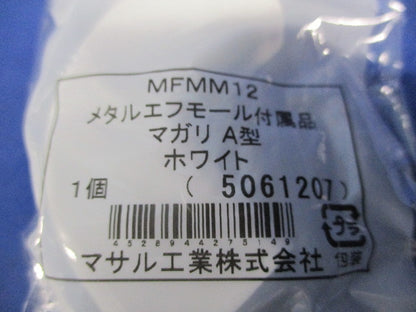 MFMM12
メタルエフモール付属品
マガリ A型
ホワイト
1個 ( 5061207)
4528944275149
プラ
マサル工業株式会社
包装